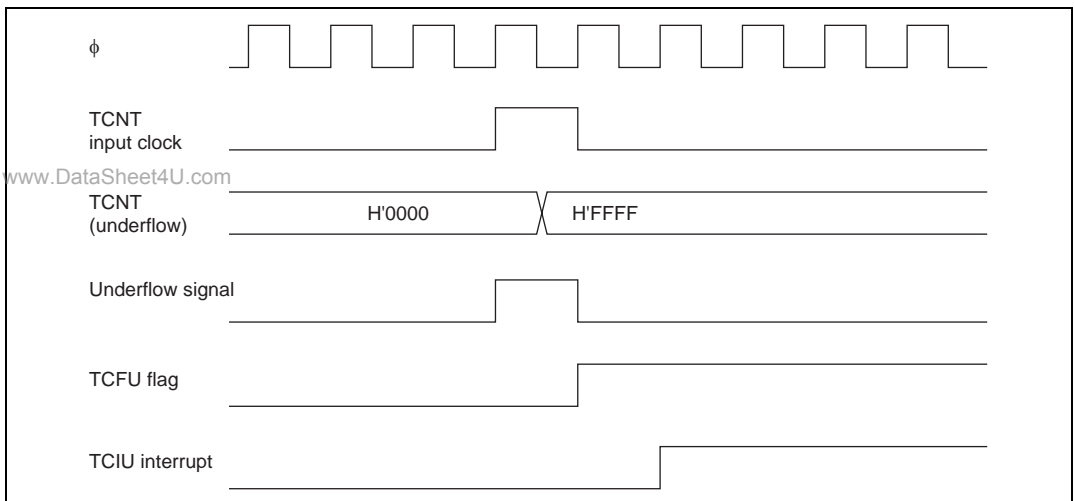 φ
TCNT
input clock
www.DataSheet4U.com
TCNT
(underflow)
H'0000
H'FFFF
Underflow signal
TCFU flag
TCIU interrupt